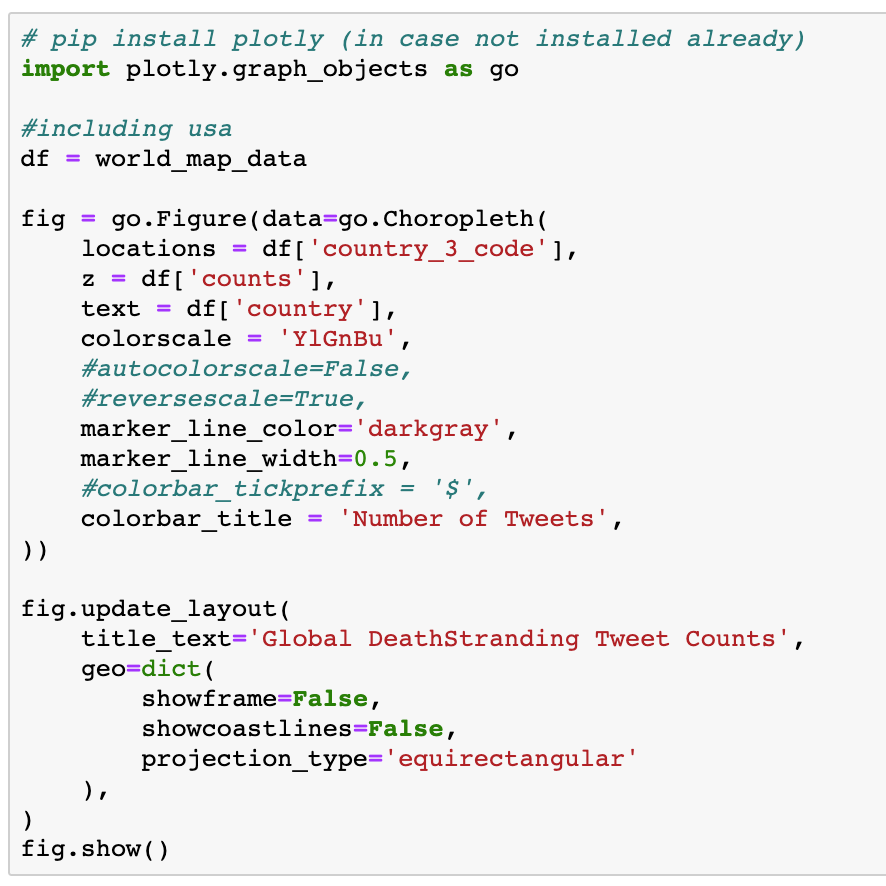 # pip install plotly (in case not installed already)
import plotly.graph_objects as go
#including usa
df = world_map_data
fig = go.Figure(data=go.Choropleth(
    locations = df['country_3_code'],
    z = df['counts'],
    text = df['country'],
    colorscale = 'YlGnBu',
    #autocolorscale=False,
    #reversescale=True,
    marker_line_color='darkgray',
    marker_line_width=0.5,
    #colorbar_tickprefix = '$',
    colorbar_title = 'Number of Tweets',
))
fig.update_layout(
    title_text='Global DeathStranding Tweet Counts',
    geo=dict(
        showframe=False,
        showcoastlines=False,
        projection_type='equirectangular'
    ),
)
fig.show()